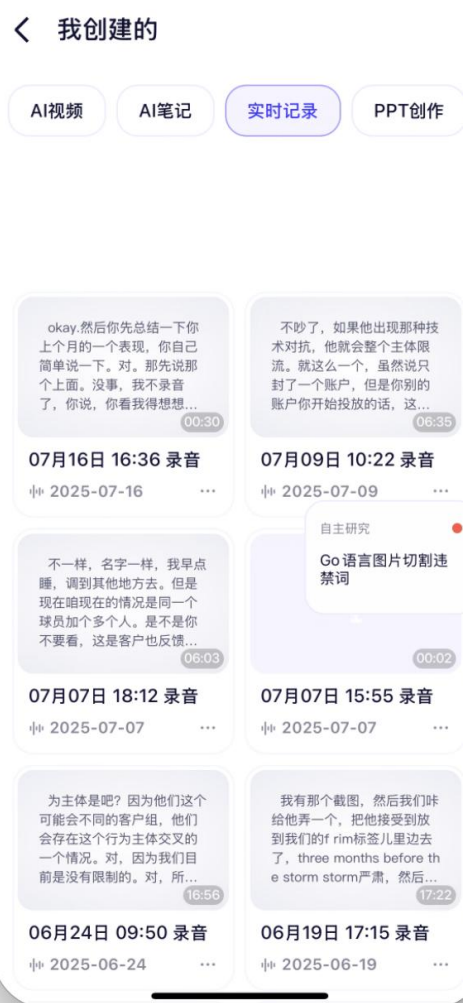 我创建的
AI视频
AI笔记
实时记录
PPT创作
okay.然后你先总结一下你
上个月的一个表现，你自己
简单说一下。对。那先说那
个上面。没事，我不录音
了，你说，你看我得想想...
00:30
07月16日 16:36 录音
2025-07-16
不吵了，如果他出现那种技
术对抗，他就会整个主体限
流。就这么一个，虽然说只
封了一个账户，但是你别的
账户你开始投放的话，这...
06:35
07月09日 10:22 录音
2025-07-09
不一样，名字一样，我早点
睡，调到其他地方去。但是
现在咱现在的情况是同一个
球员加个多个人。是不是你
不要看，这是客户也反馈...
06:03
07月07日 18:12 录音
2025-07-07
自主研究
Go 语言图片切割违
禁词
00:02
07月07日 15:55 录音
2025-07-07
为主体是吧？因为他们这个
可能会不同的客户组，他们
会存在这个行为主体交叉的
一个情况。对，因为我们目
前是没有限制的。对，所...
16:56
06月24日 09:50 录音
2025-06-24
我有那个截图，然后我们咔
给他弄一个，把他接受到放
到我们的f rim标签儿里边去
了，three months before th
e storm storm严肃，然后...
17:22
06月19日 17:15 录音
2025-06-19